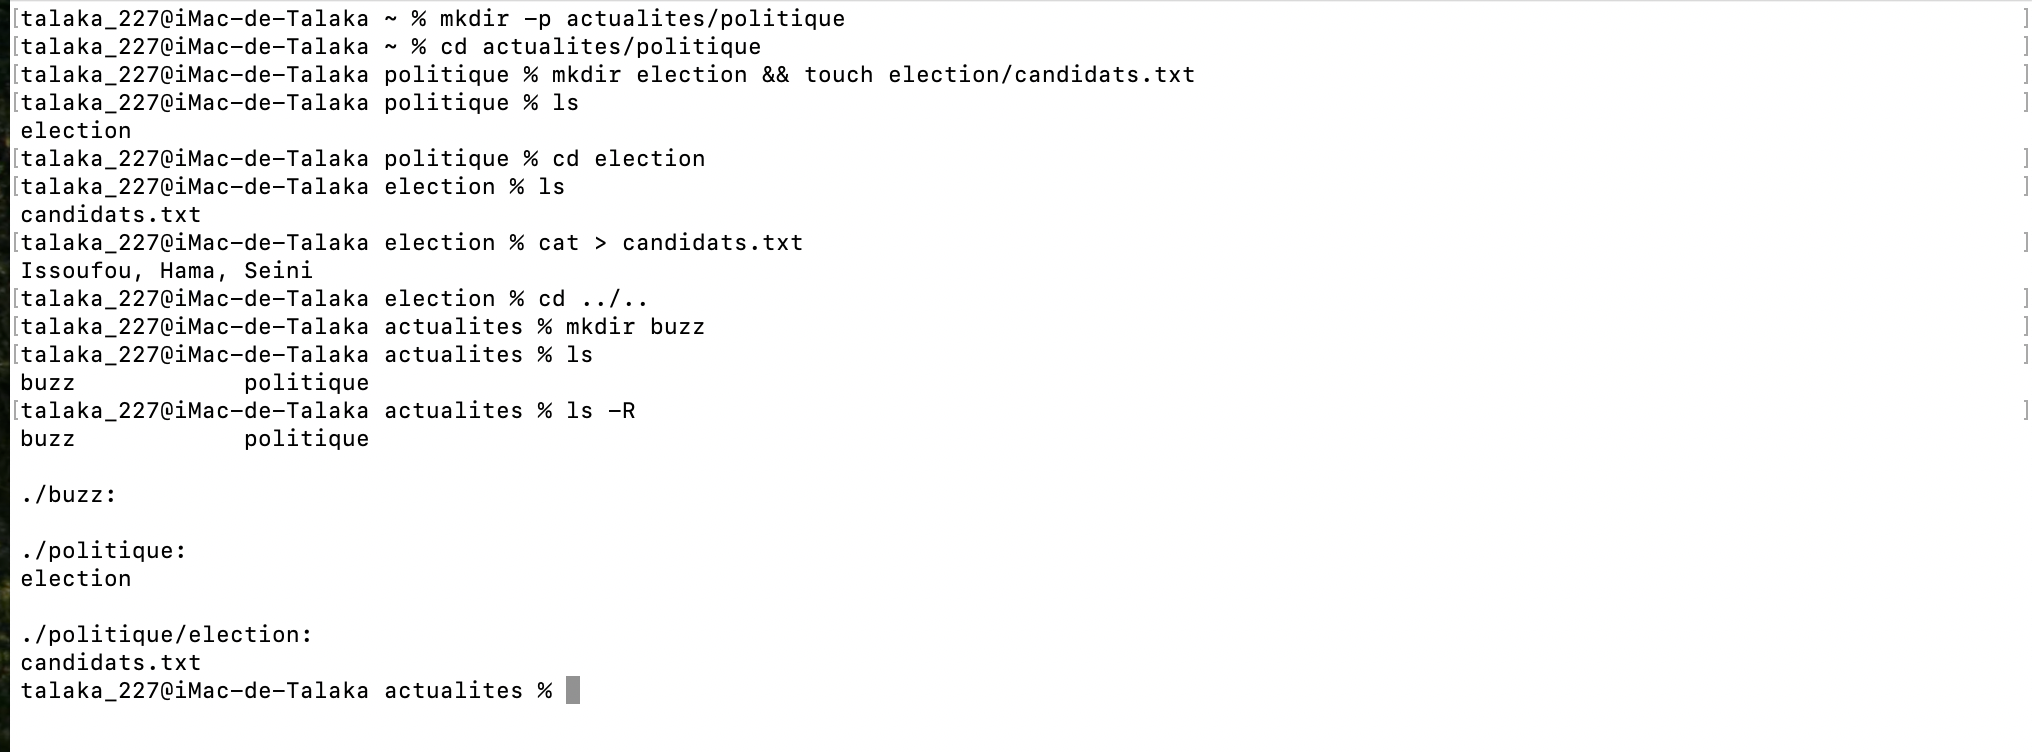 [talaka_227@iMac-de-Talaka ~ % mkdir -p actualites/politique ]
[talaka_227@iMac-de-Talaka ~ % cd actualites/politique ]
[talaka_227@iMac-de-Talaka politique % mkdir election && touch election/candidats.txt ]
[talaka_227@iMac-de-Talaka politique % ls ]
election
[talaka_227@iMac-de-Talaka politique % cd election ]
[talaka_227@iMac-de-Talaka election % ls ]
candidats.txt
[talaka_227@iMac-de-Talaka election % cat > candidats.txt ]
Issoufou, Hama, Seini
[talaka_227@iMac-de-Talaka election % cd ../.. ]
[talaka_227@iMac-de-Talaka actualites % mkdir buzz ]
[talaka_227@iMac-de-Talaka actualites % ls ]
buzz politique
[talaka_227@iMac-de-Talaka actualites % ls -R ]
buzz politique
./buzz:
./politique:
election
./politique/election:
candidats.txt
talaka_227@iMac-de-Talaka actualites %